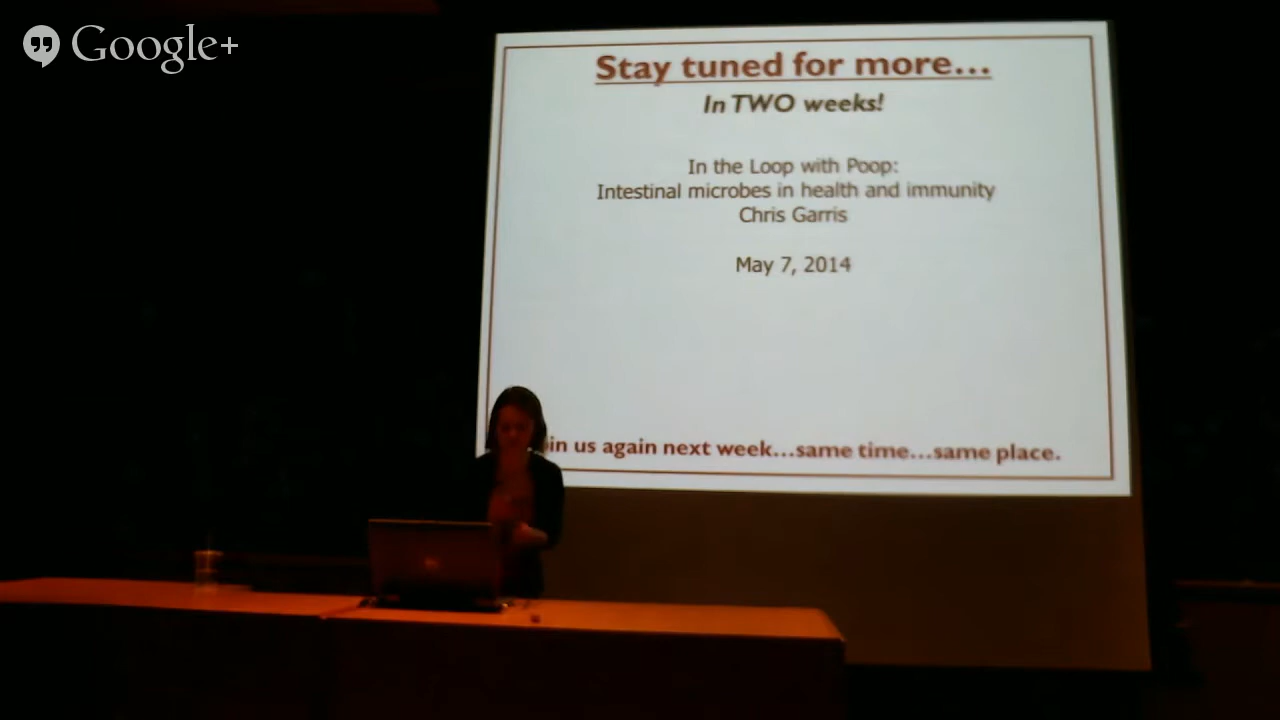 Google+
Stay tuned for more...
In TWO weeks!
In the Loop with Poop:
Intestinal microbes in health and immunity
Chris Garris
May 7, 2014
in us again next week...same time...same place.